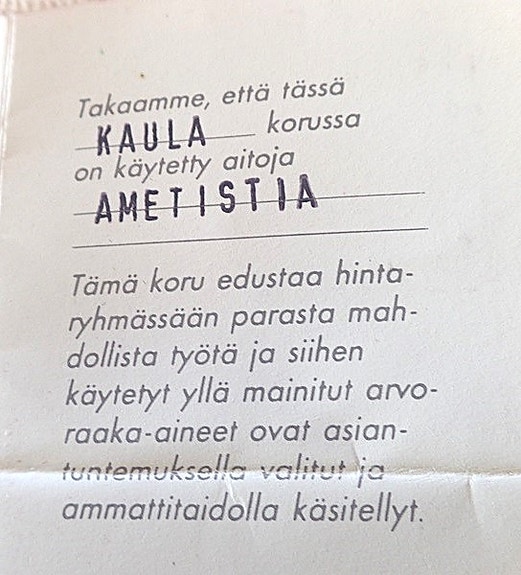 Takaamme, että tässä
KAULA korussa
on käytetty aitoja
AMETISTIA
Tämä koru edustaa hinta-
ryhmässään parasta mah-
dollista työtä ja siihen
käytetyt yllä mainitut arvo-
raaka-aineet ovat asian-
tuntemuksella valitut ja
ammattitaidolla käsitellyt.